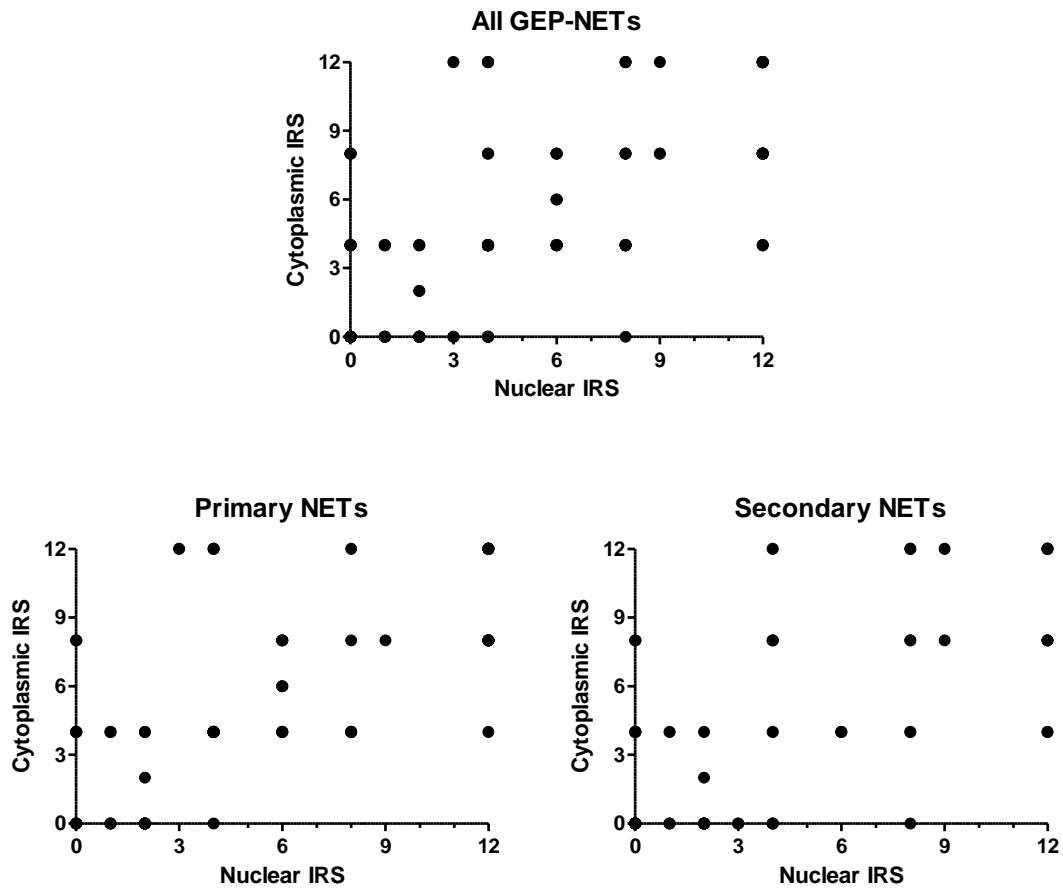 All GEP-NETs
12
9
6
3
0
Cytoplasmic IRS
0 3 6 9 12
Nuclear IRS
Primary NETs
12
9
6
3
0
Cytoplasmic IRS
0 3 6 9 12
Nuclear IRS
Secondary NETs
12
9
6
3
0
Cytoplasmic IRS
0 3 6 9 12
Nuclear IRS